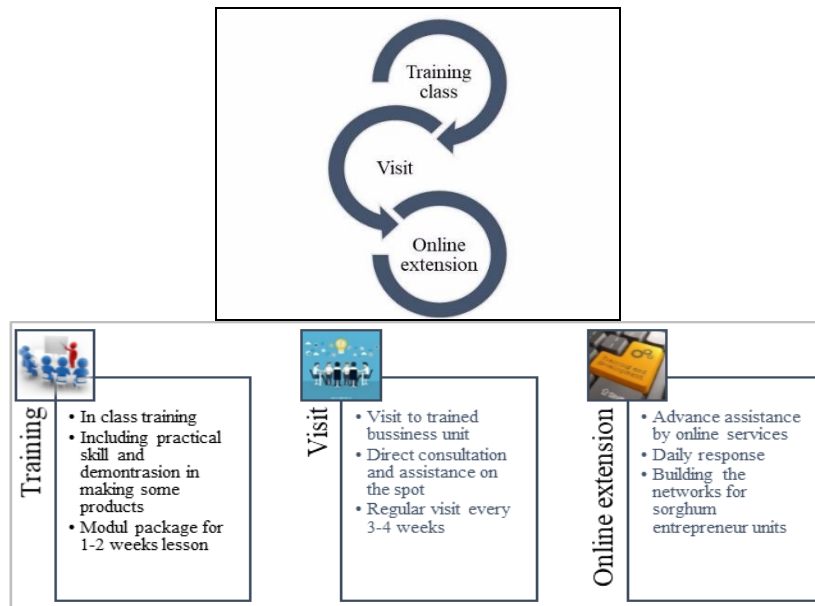 Training
class
Visit
Online
extension
Training
• In class training
• Including practical
skill and
demontrasion in
making some
products
• Modul package for
1-2 weeks lesson
Visit
• Visit to trained
bussiness unit
• Direct consultation
and assistance on
the spot
• Regular visit every
3-4 weeks
Training and
development
Online extension
• Advance assistance
by online services
• Daily response
• Building the
networks for
sorghum
entrepreneur units